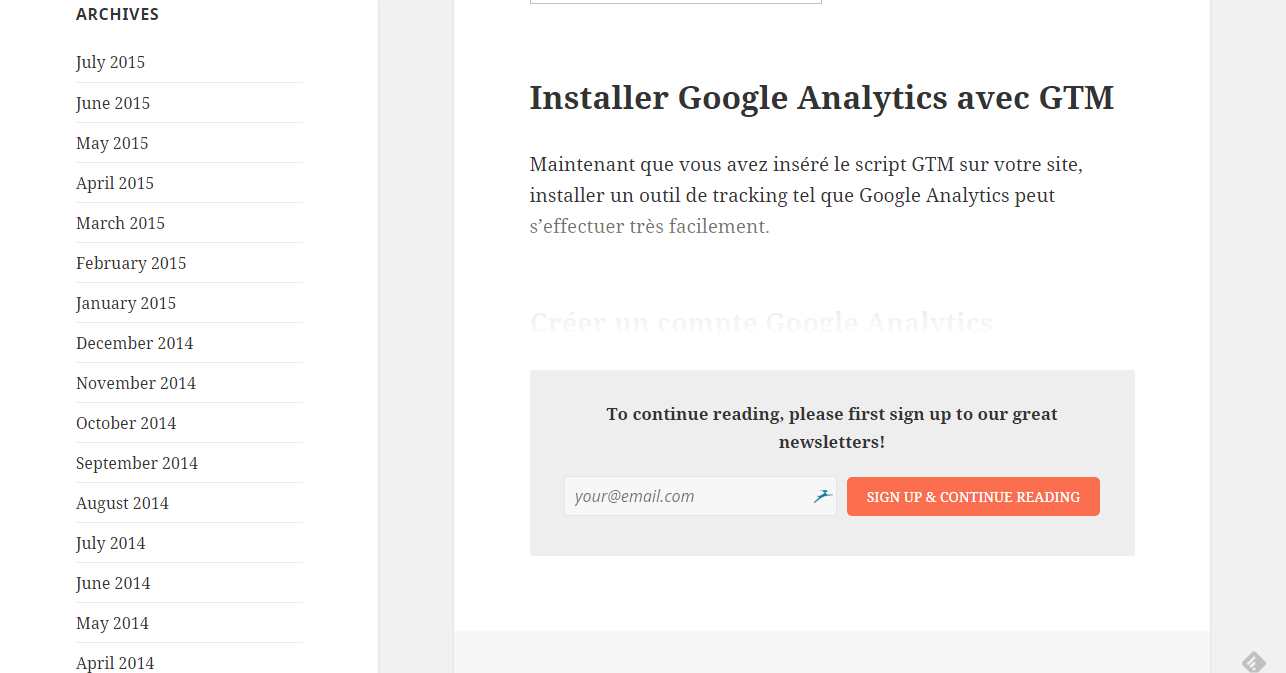 ARCHIVES
July 2015
June 2015
May 2015
April 2015
March 2015
February 2015
January 2015
December 2014
November 2014
October 2014
September 2014
August 2014
July 2014
June 2014
May 2014
April 2014
Installer Google Analytics avec GTM
Maintenant que vous avez inséré le script GTM sur votre site,
installer un outil de tracking tel que Google Analytics peut
s’effectuer très facilement.
Créer un compte Google Analytics
To continue reading, please first sign up to our great
newsletters!
your@email.com
SIGN UP & CONTINUE READING